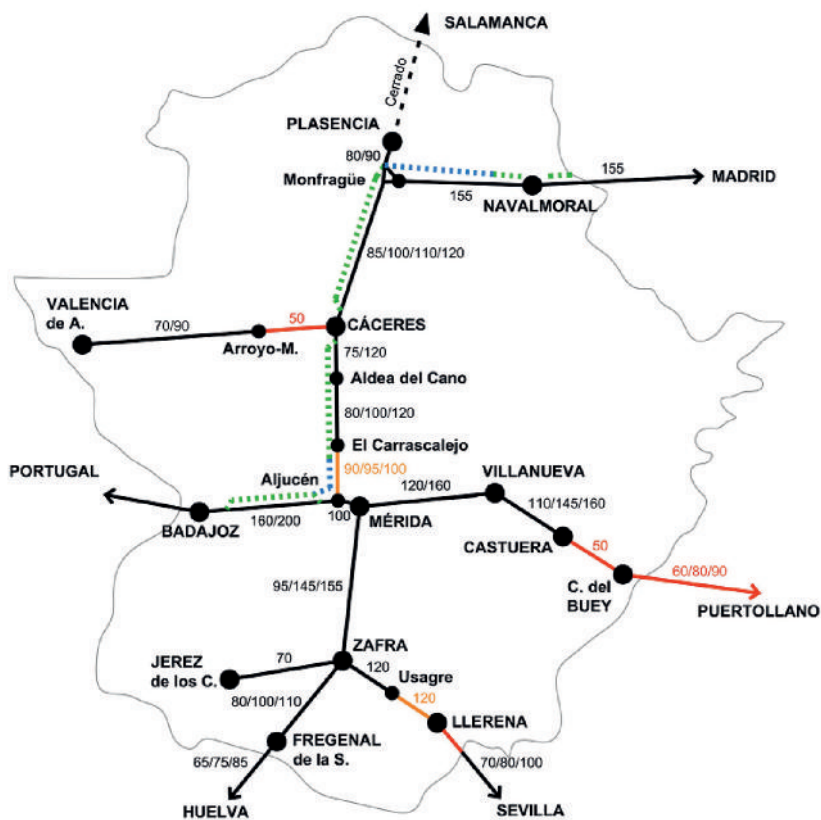 SALAMANCA
Cerrado
PLASENCIA
80/90
Monfragüe
155
155
MADRID
NAVALMORAL
85/100/110/120
VALENCIA
de A.
70/90
50
CÁCERES
Arroyo-M.
75/120
Aldea del Cano
80/100/120
El Carrascalejo
PORTUGAL
Aljucén
90/95/100
120/160
VILLANUEVA
110/145/160
BADAJOZ
160/200
100
MÉRIDA
CASTUERA
50
60/80/90
C. del
BUEY
PUERTOLLANO
95/145/155
ZAFRA
JEREZ
de los C.
70
120
Usagre
80/100/110
120
LLERENA
FREGENAL
de la S.
65/75/85
70/80/100
HUELVA
SEVILLA